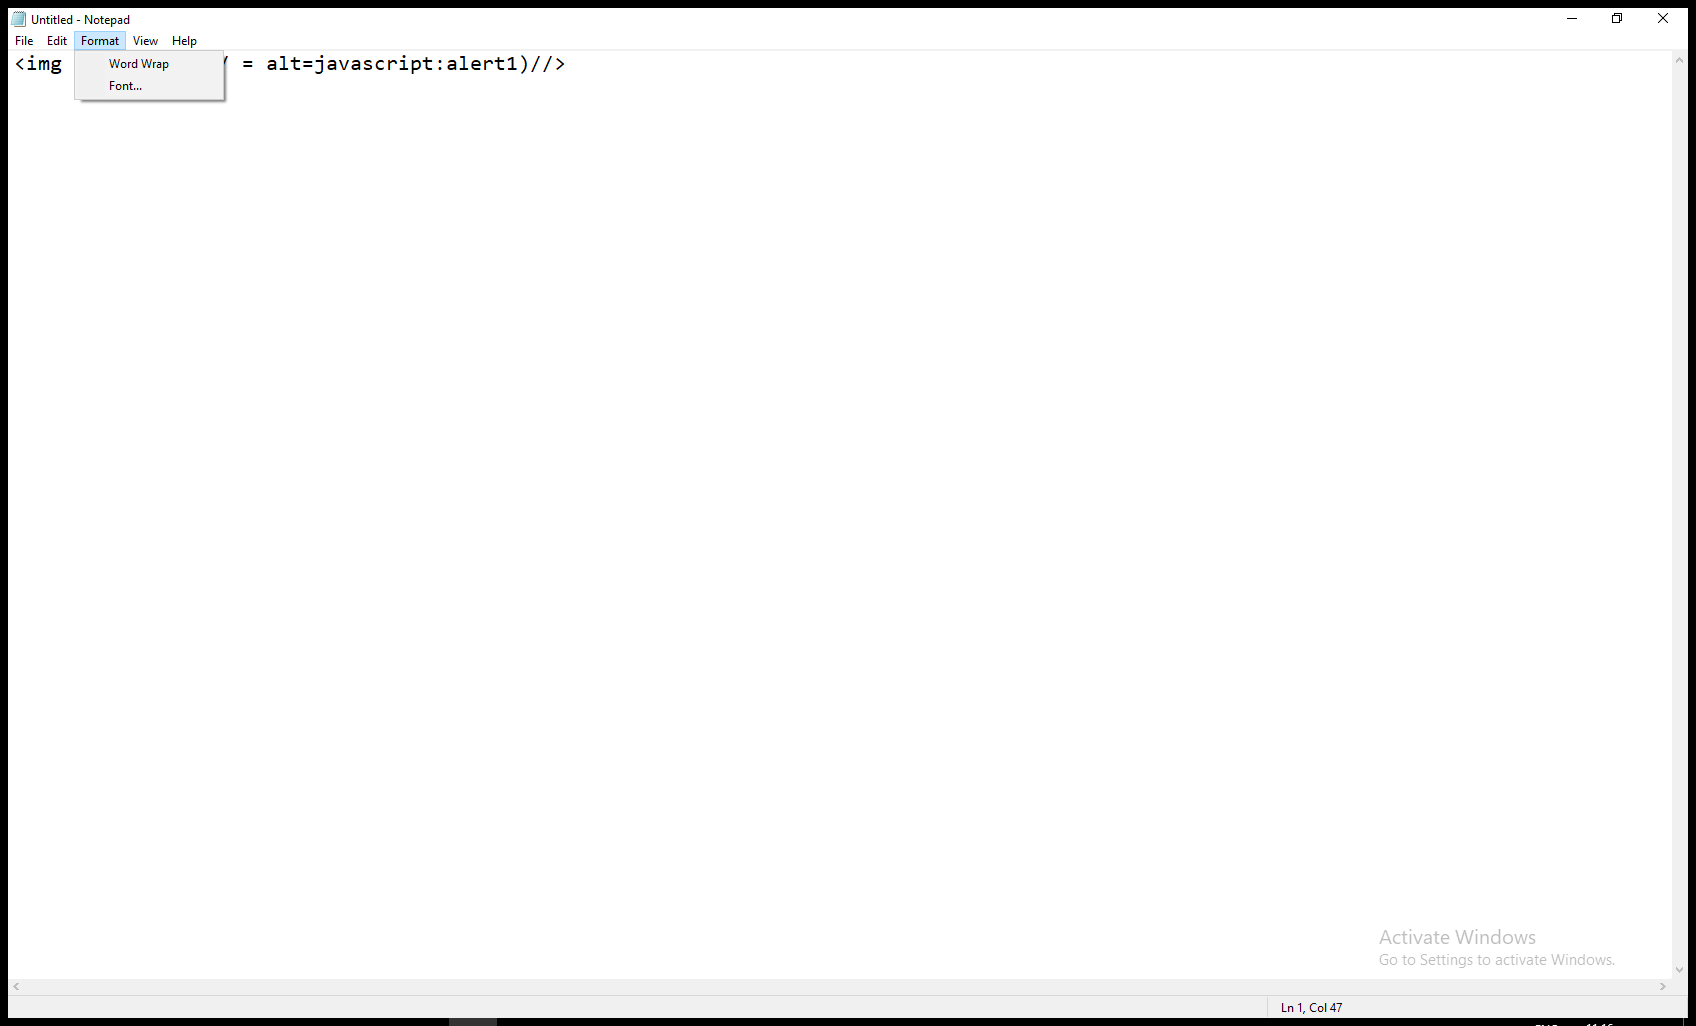 Untitled - Notepad
File Edit Format View Help
<img / = alt=javascript:alert1)//>
Word Wrap
Font...
Activate Windows
Go to Settings to activate Windows.
Ln 1, Col 47